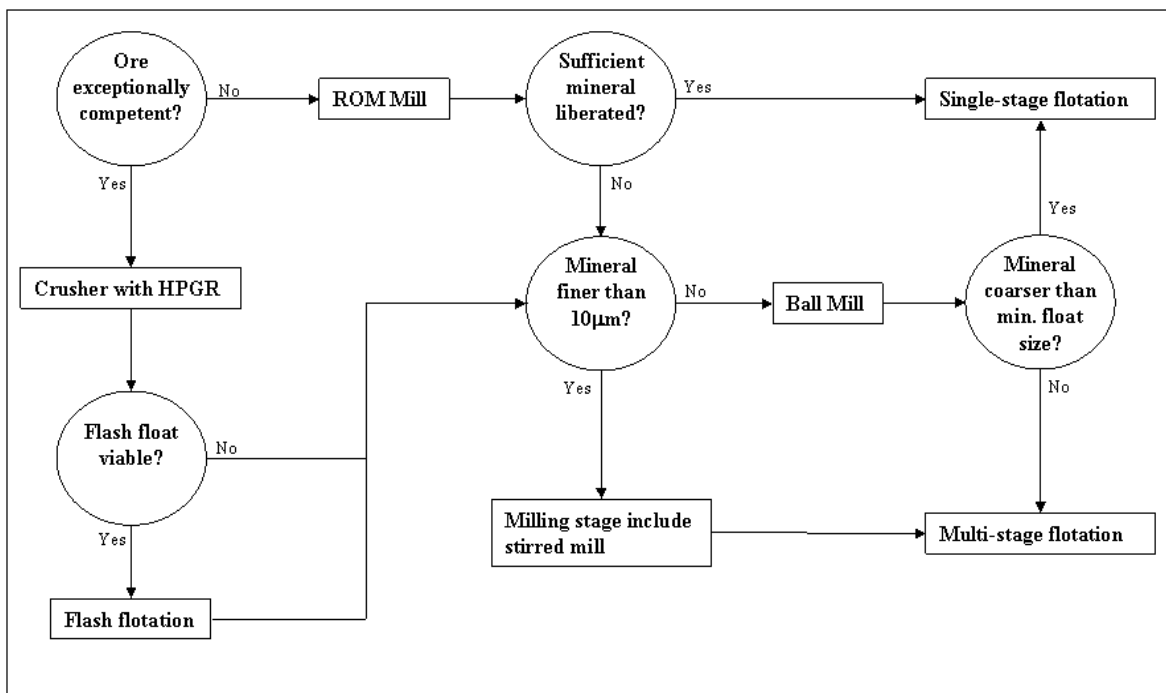 Ore
exceptionally
competent?
No
ROM Mill
Sufficient
mineral
liberated?
Yes
Single-stage flotation
Yes
No
Yes
Crusher with HPGR
Mineral
finer than
10μm?
No
Ball Mill
Mineral
coarser than
min. float
size?
Yes
No
Flash float
viable?
No
Yes
Milling stage include
stirred mill
Multi-stage flotation
Flash flotation